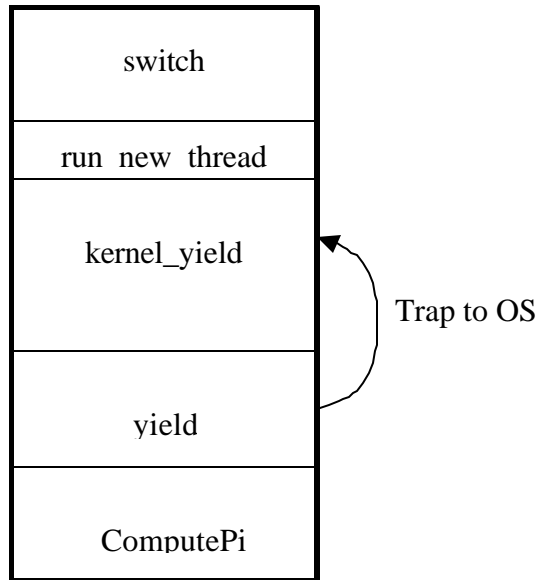 switch
run new thread
kernel_yield
Trap to OS
yield
ComputePi